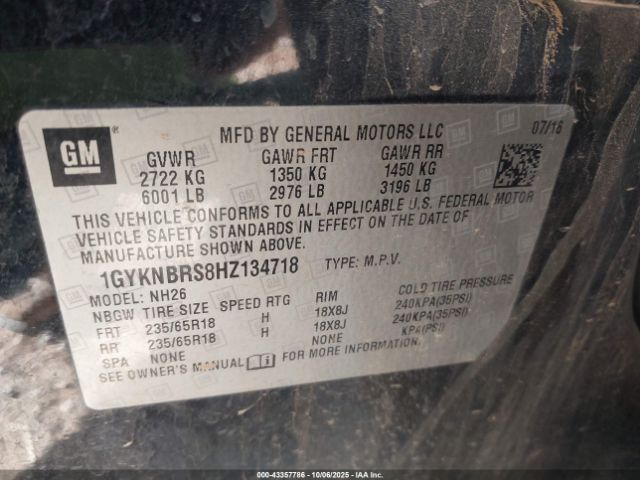 GM
MFD BY GENERAL MOTORS LLC 07/16
GVWR GAWR FRT GAWR RR
2722 KG 1350 KG 1450 KG
6001 LB 2976 LB 3196 LB
THIS VEHICLE CONFORMS TO ALL APPLICABLE U.S. FEDERAL MOTOR
VEHICLE SAFETY STANDARDS IN EFFECT ON THE DATE OF
MANUFACTURE SHOWN ABOVE.
1GYKNBRS8HZ134718 TYPE: M.P.V.
MODEL: NH26
NBGW TIRE SIZE SPEED RTG RIM COLD TIRE PRESSURE
FRT 235/65R18 H 18X8J 240KPA(35PSI)
RR 235/65R18 H 18X8J 240KPA(35PSI)
SPA NONE NONE KPA(PSI)
SEE OWNER'S MANUAL FOR MORE INFORMATION.
000-43357786 - 10/06/2025 - IAAI.com